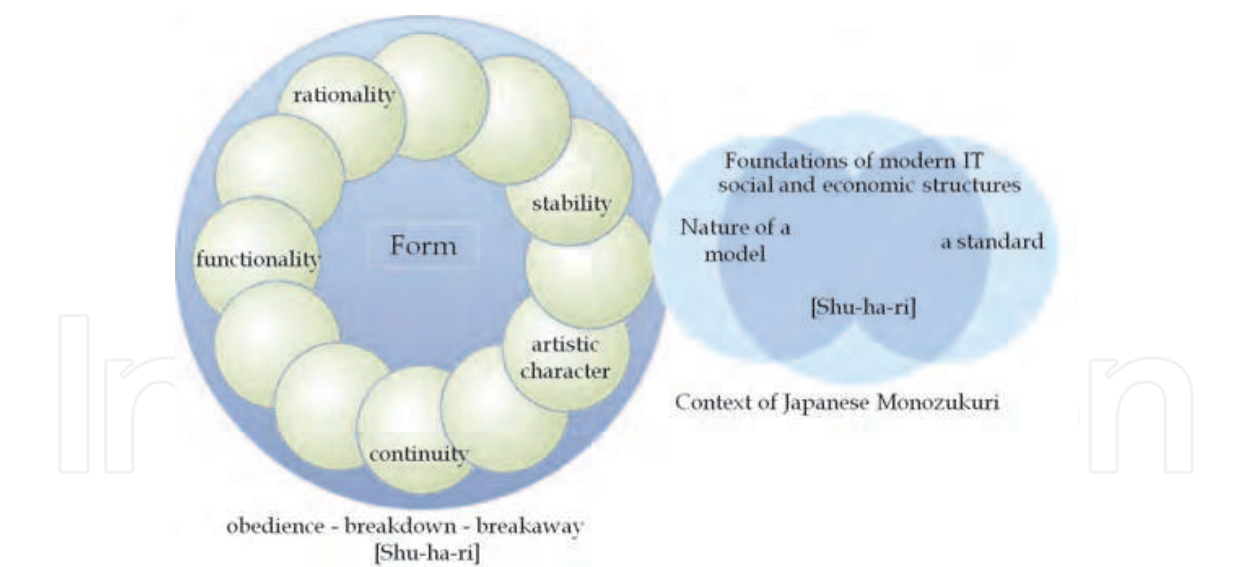 rationality
stability
Form
functionality
artistic
character
continuity
obedience - breakdown - breakaway
[Shu-ha-ri]
Foundations of modern IT
social and economic structures
Nature of a
model
a standard
[Shu-ha-ri]
Context of Japanese Monozukuri